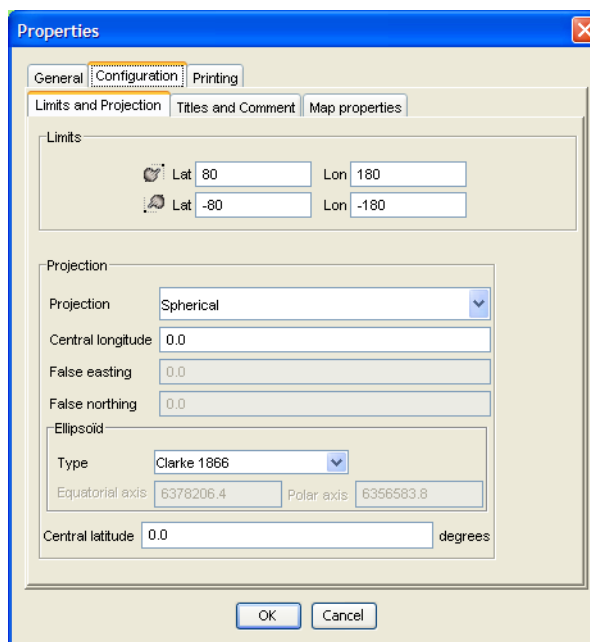 Properties
General Configuration Printing
Limits and Projection Titles and Comment Map properties
Limits
Lat 80 Lon 180
Lat -80 Lon -180
Projection
Projection Spherical
Central longitude 0.0
False easting 0.0
False northing 0.0
Ellipsoïd
Type Clarke 1866
Equatorial axis 6378206.4 Polar axis 6356583.8
Central latitude 0.0 degrees
OK Cancel